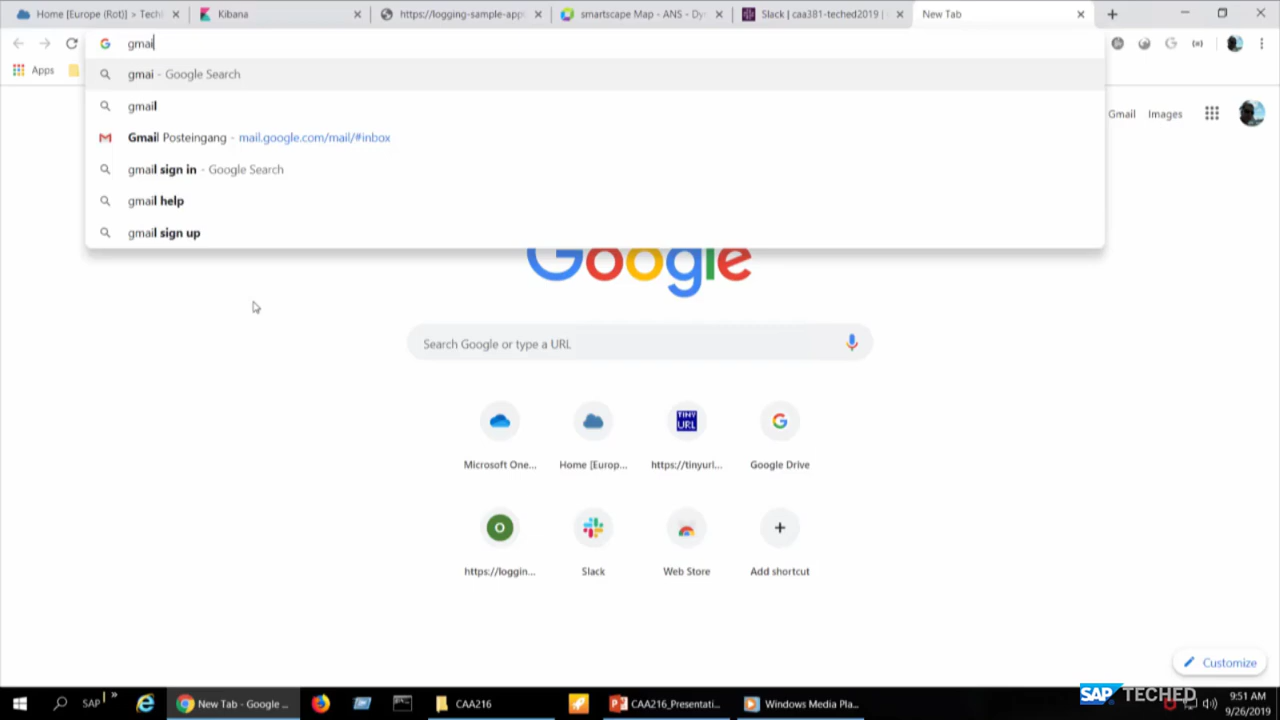 Home [Europe (Rot)] > Tech
Kibana
https://logging-sample-app
smartscape Map - ANS - Dy
Slack | caa381-teched2019 |
New Tab
gmai
Apps
gmai - Google Search
gmail
Gmail Posteingang - mail.google.com/mail/#inbox
gmail sign in - Google Search
gmail help
gmail sign up
Gmail
Images
Google
Search Google or type a URL
Microsoft One...
Home [Europ...
TINY
URL
https://tinyurl...
Google Drive
O
https://loggin...
Slack
Web Store
Add shortcut
Customize
SAP
New Tab - Google ...
CAA216
CAA216_Presentati...
Windows Media Pla...
SAP TECHED
9:51 AM
9/26/2019